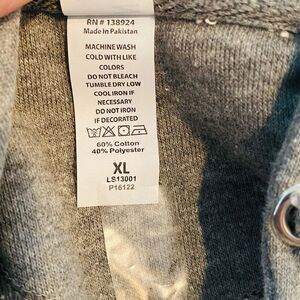 RN # 138924
Made In Pakistan
MACHINE WASH
COLD WITH LIKE
COLORS
DO NOT BLEACH
TUMBLE DRY LOW
COOL IRON IF
NECESSARY
DO NOT IRON
IF DECORATED
60% Cotton
40% Polyester
XL
LS13001
P16122